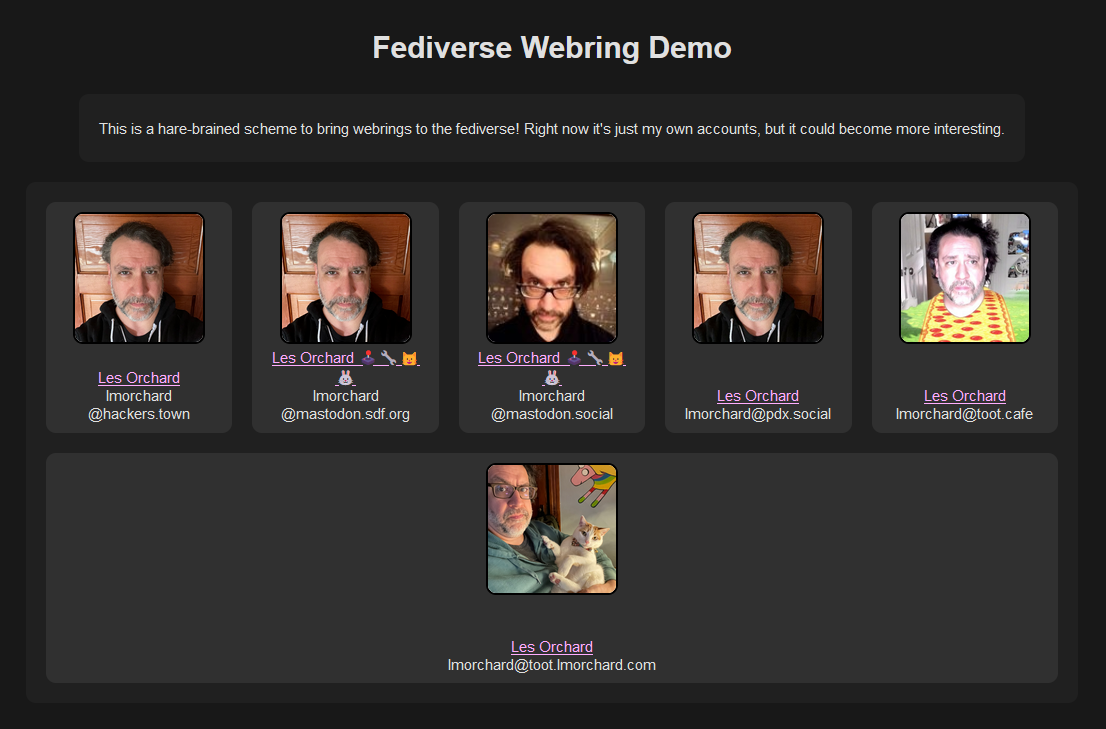 Fediverse Webring Demo
This is a hare-brained scheme to bring webrings to the fediverse! Right now it's just my own accounts, but it could become more interesting.
Les Orchard
lmorchard
@hackers.town
Les Orchard 🕹️ 🔧 🐱
🐰
lmorchard
@mastodon.sdf.org
Les Orchard 🕹️ 🔧 🐱
🐰
lmorchard
@mastodon.social
Les Orchard
lmorchard@pdx.social
Les Orchard
lmorchard@toot.cafe
Les Orchard
lmorchard@toot.lmorchard.com